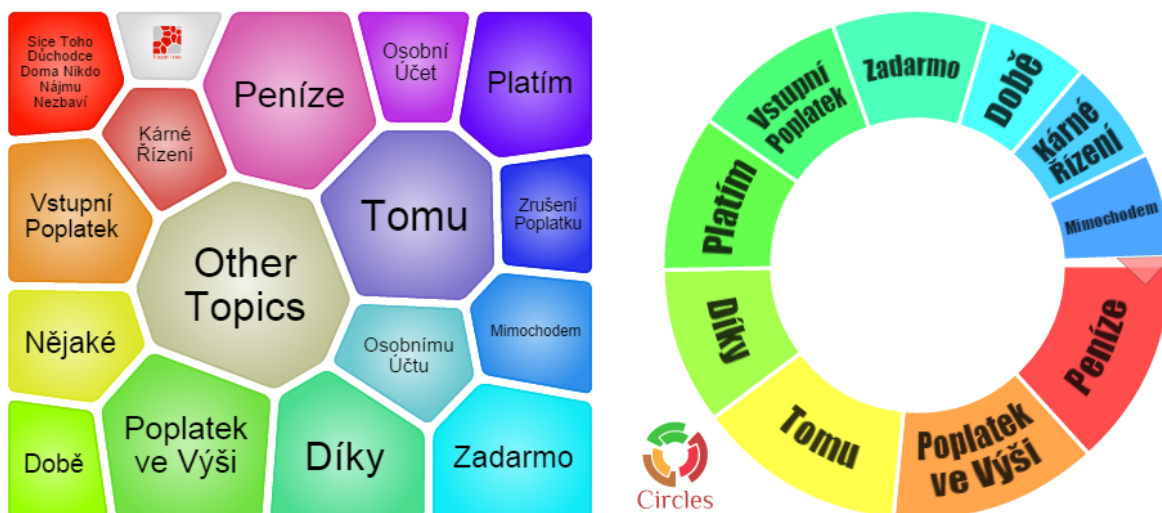 Sice Toho
Důchodce
Doma Nikdo
Nájmu
Nezbaví
Peníze
Osobní
Účet
Platím
Kárné
Řízení
Vstupní
Poplatek
Other
Topics
Tomu
Zrušení
Poplatku
Nějaké
Osobnímu
Účtu
Mimochodem
Době
Poplatek
ve Výši
Díky
Zadarmo
Vstupní
Poplatek
Zadarmo
Době
Kárné
Řízení
Mimochodem
Peníze
Poplatek
ve Výši
Tomu
Díky
Platím
Circles